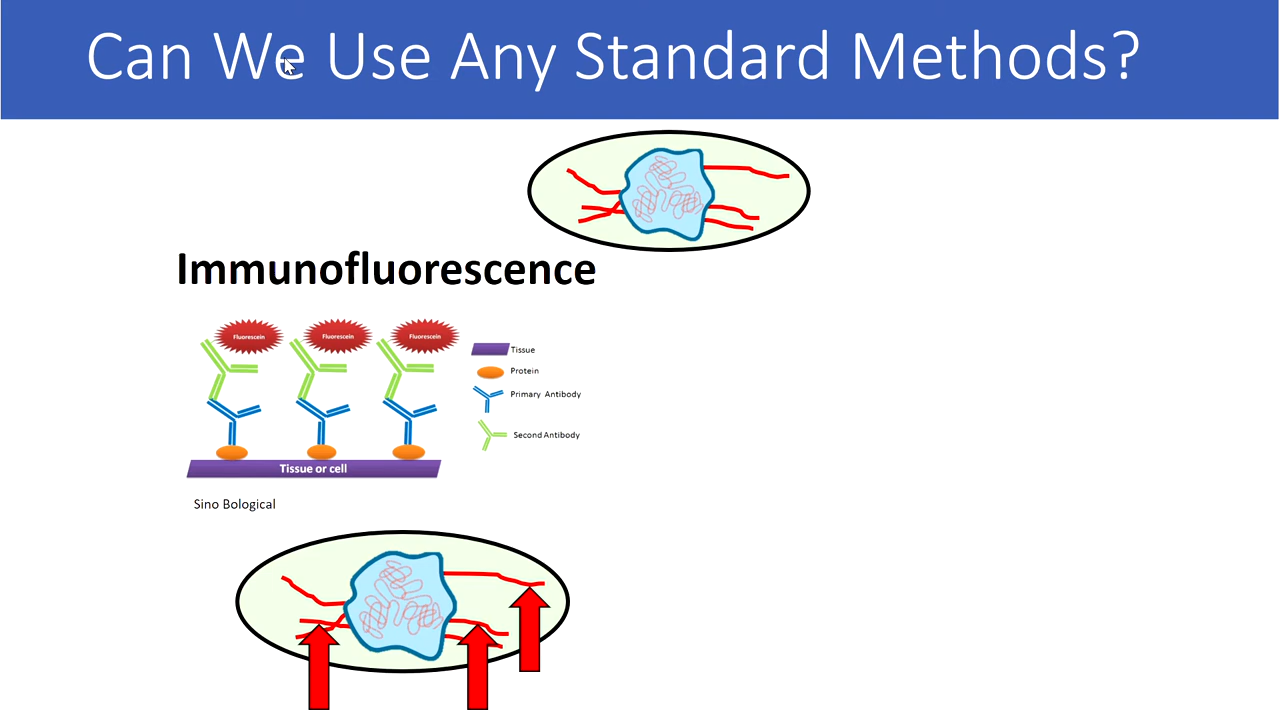 Can We Use Any Standard Methods?
Immunofluorescence
Fluorescein Fluorescein Fluorescein
Tissue
Protein
Primary Antibody
Second Antibody
Tissue or cell
Sino Bological